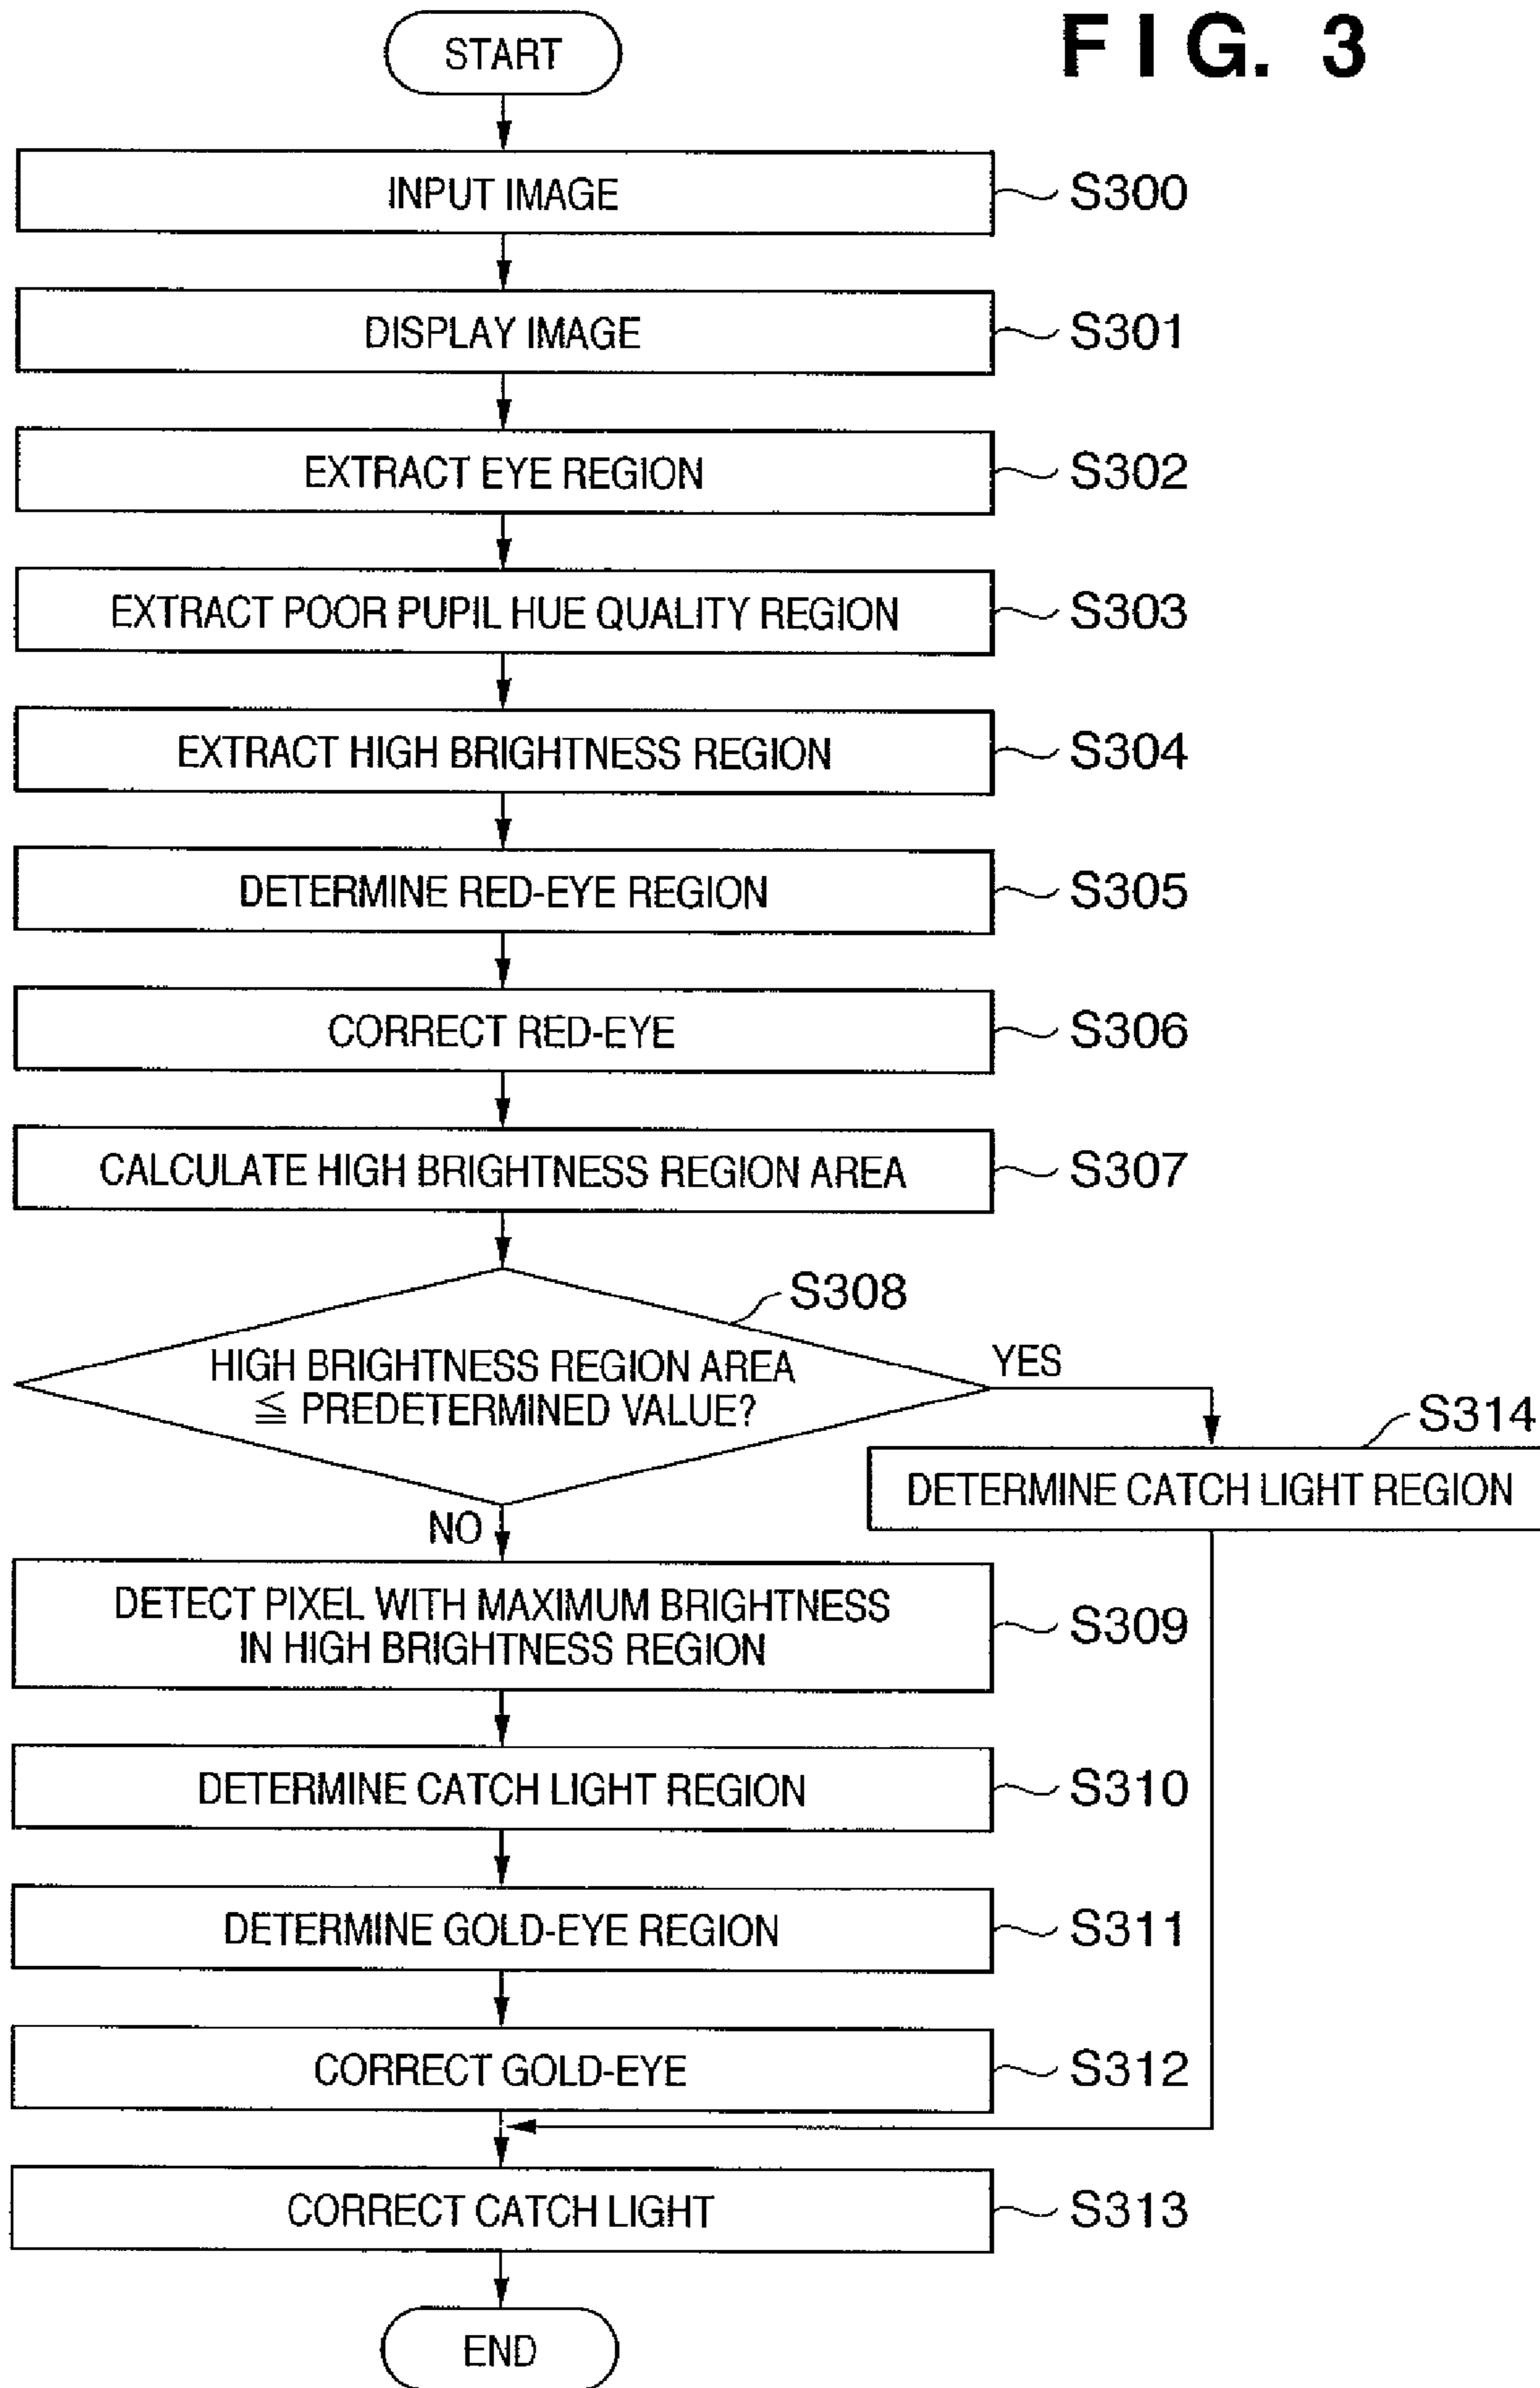 FIG. 3
START
INPUT IMAGE
S300
DISPLAY IMAGE
S301
EXTRACT EYE REGION
S302
EXTRACT POOR PUPIL HUE QUALITY REGION
S303
EXTRACT HIGH BRIGHTNESS REGION
S304
DETERMINE RED-EYE REGION
S305
CORRECT RED-EYE
S306
CALCULATE HIGH BRIGHTNESS REGION AREA
S307
S308
HIGH BRIGHTNESS REGION AREA
≦ PREDETERMINED VALUE?
YES
S314
DETERMINE CATCH LIGHT REGION
NO
DETECT PIXEL WITH MAXIMUM BRIGHTNESS
IN HIGH BRIGHTNESS REGION
S309
DETERMINE CATCH LIGHT REGION
S310
DETERMINE GOLD-EYE REGION
S311
CORRECT GOLD-EYE
S312
CORRECT CATCH LIGHT
S313
END